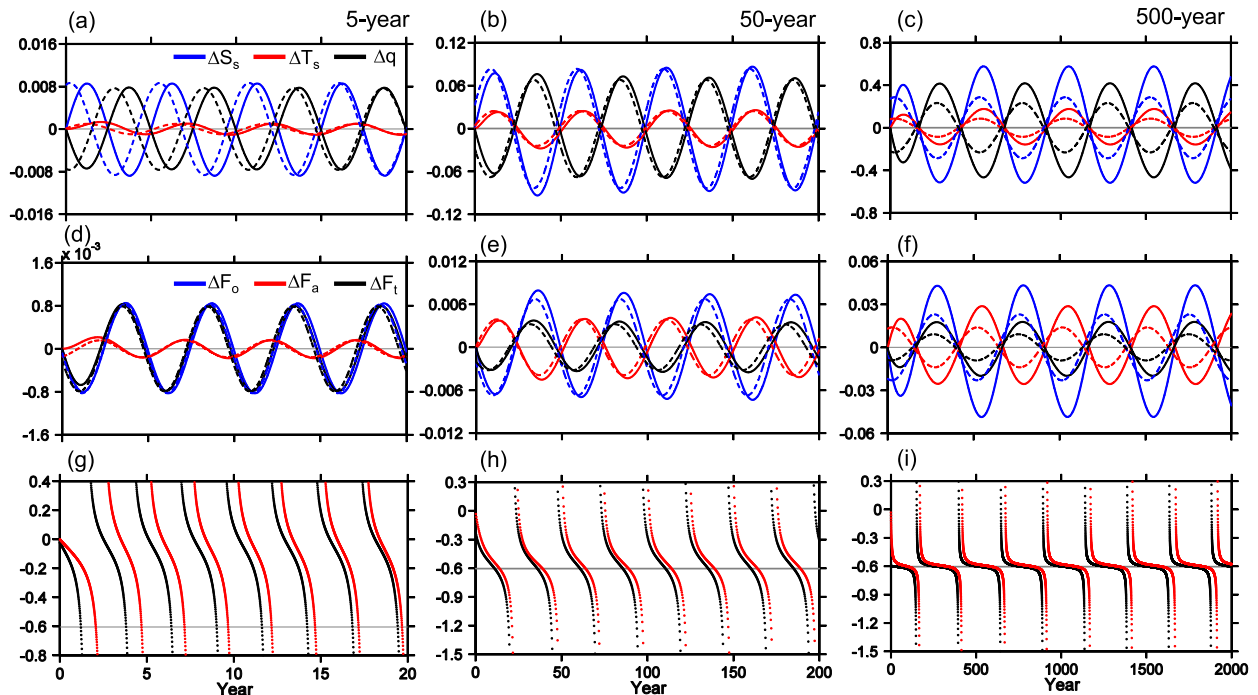 (a) 5-year (b) 50-year (c) 500-year
0.016 0.12 0.8
ΔSs ΔTs Δq
0.008 0.06 0.4
0 0 0
-0.008 -0.06 -0.4
-0.016 -0.12 -0.8
(d) (e) (f)
x 10-3
1.6 0.012 0.06
ΔFo ΔFa ΔFt
0.8 0.006 0.03
0 0 0
-0.8 -0.006 -0.03
-1.6 -0.012 -0.06
(g) (h) (i)
0.4 0.3 0.3
0.2 0 0
0 -0.3 -0.3
-0.2 -0.6 -0.6
-0.4 -0.9 -0.9
-0.6 -1.2 -1.2
-0.8 -1.5 -1.5
0 5 10 15 20 0 50 100 150 200 0 500 1000 1500 2000
Year Year Year